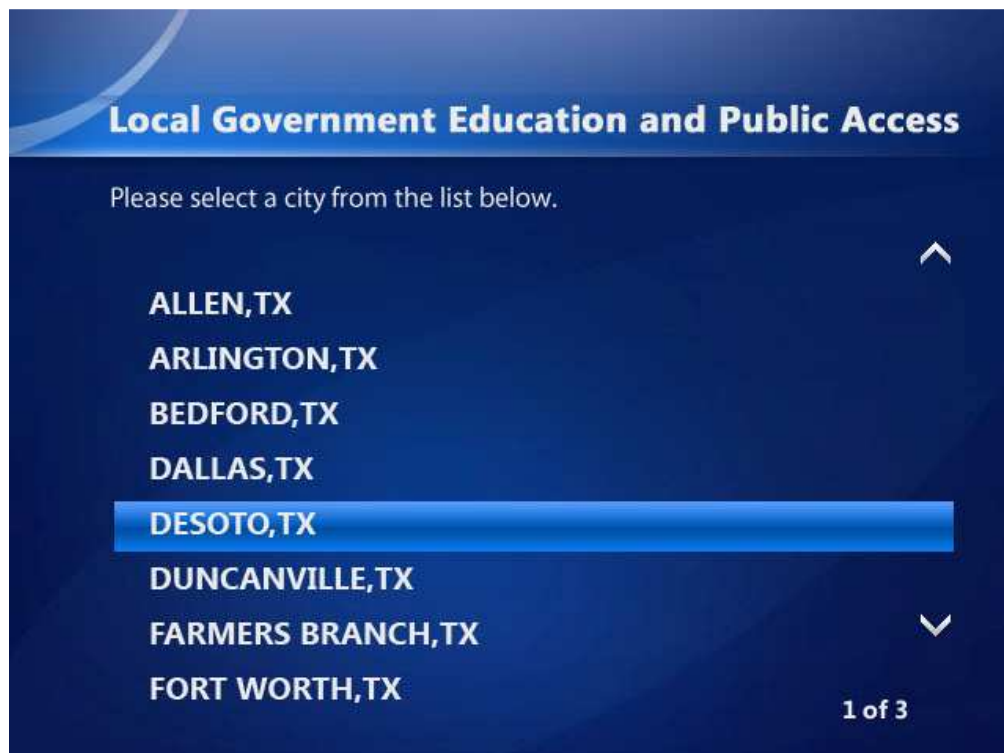 Local Government Education and Public Access
Please select a city from the list below.
ALLEN,TX
ARLINGTON,TX
BEDFORD,TX
DALLAS,TX
DESOTO,TX
DUNCANVILLE,TX
FARMERS BRANCH,TX
FORT WORTH,TX
1 of 3